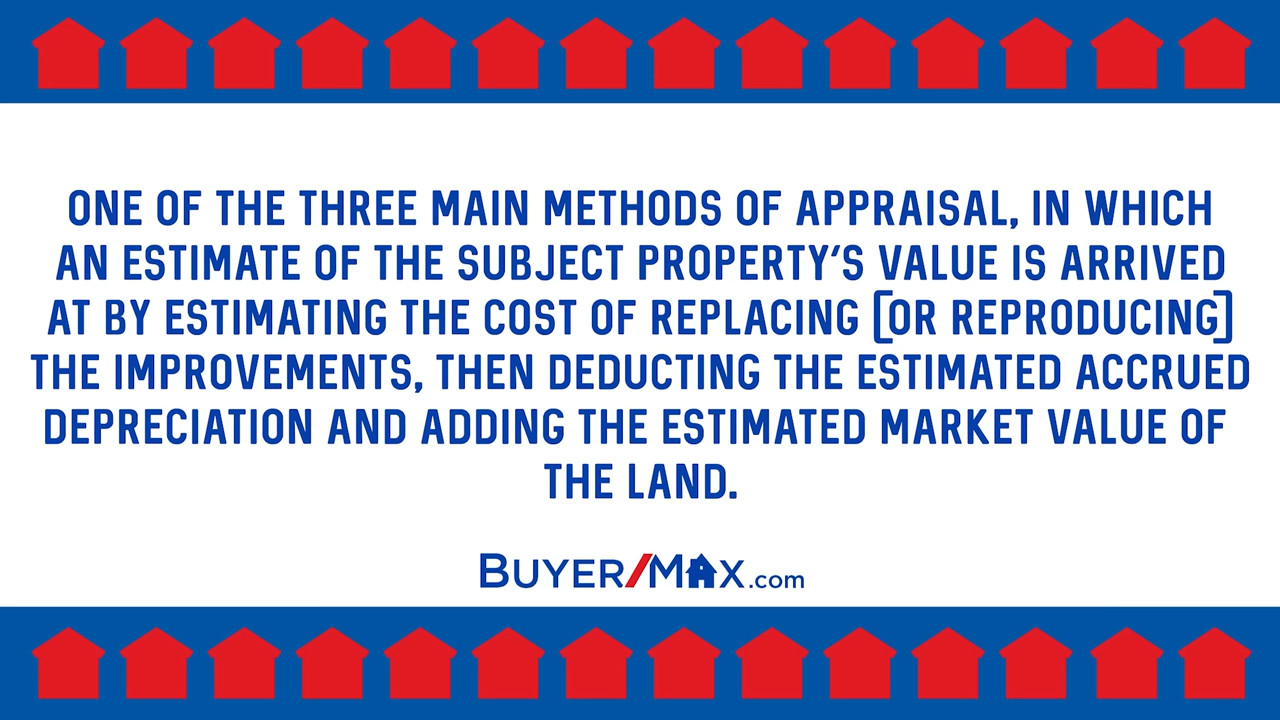 ONE OF THE THREE MAIN METHODS OF APPRAISAL, IN WHICH
AN ESTIMATE OF THE SUBJECT PROPERTY'S VALUE IS ARRIVED
AT BY ESTIMATING THE COST OF REPLACING [OR REPRODUCING]
THE IMPROVEMENTS, THEN DEDUCTING THE ESTIMATED ACCRUED
DEPRECIATION AND ADDING THE ESTIMATED MARKET VALUE OF
THE LAND.
BUYER/MAX.com